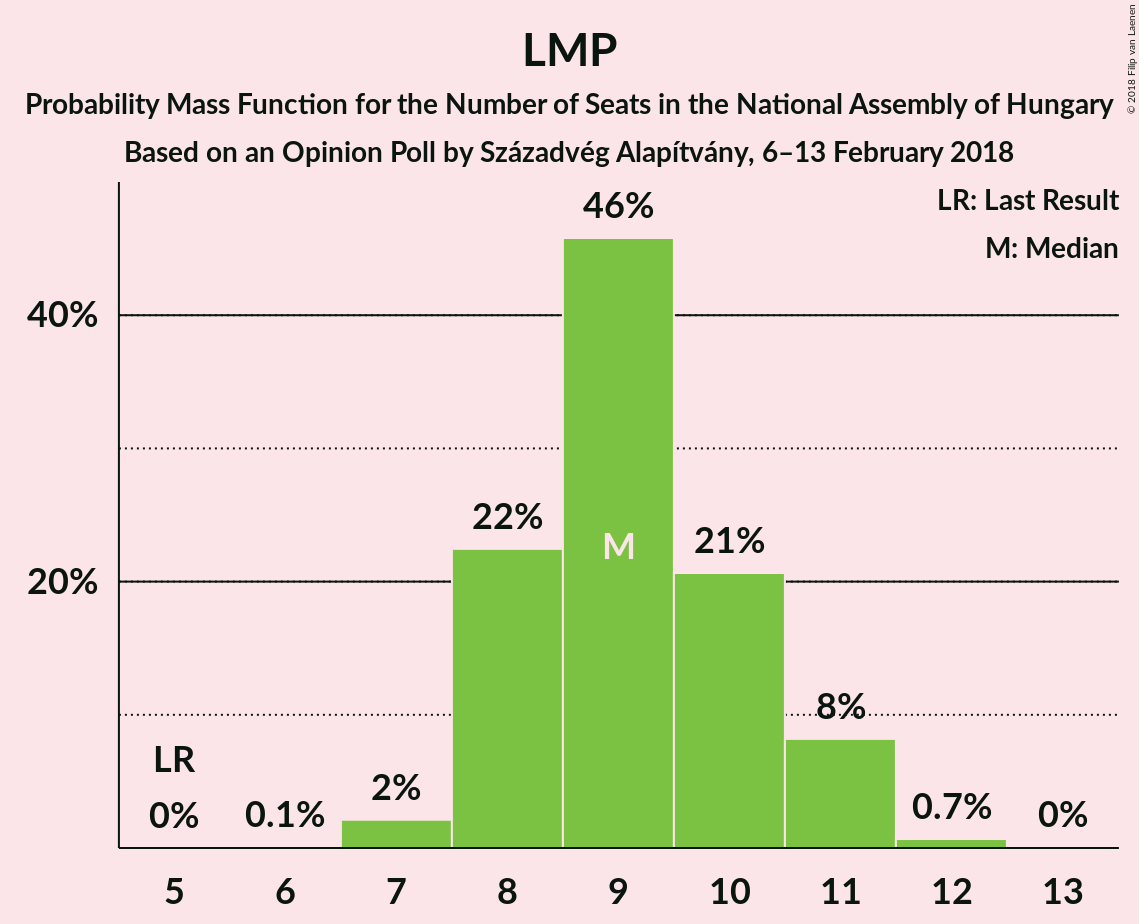 LMP
Probability Mass Function for the Number of Seats in the National Assembly of Hungary
Based on an Opinion Poll by Századvég Alapítvány, 6–13 February 2018
© 2018 Filip van Laenen
LR: Last Result
M: Median
40%
20%
LR
0%
0.1%
2%
22%
46%
M
21%
8%
0.7%
0%
5 6 7 8 9 10 11 12 13